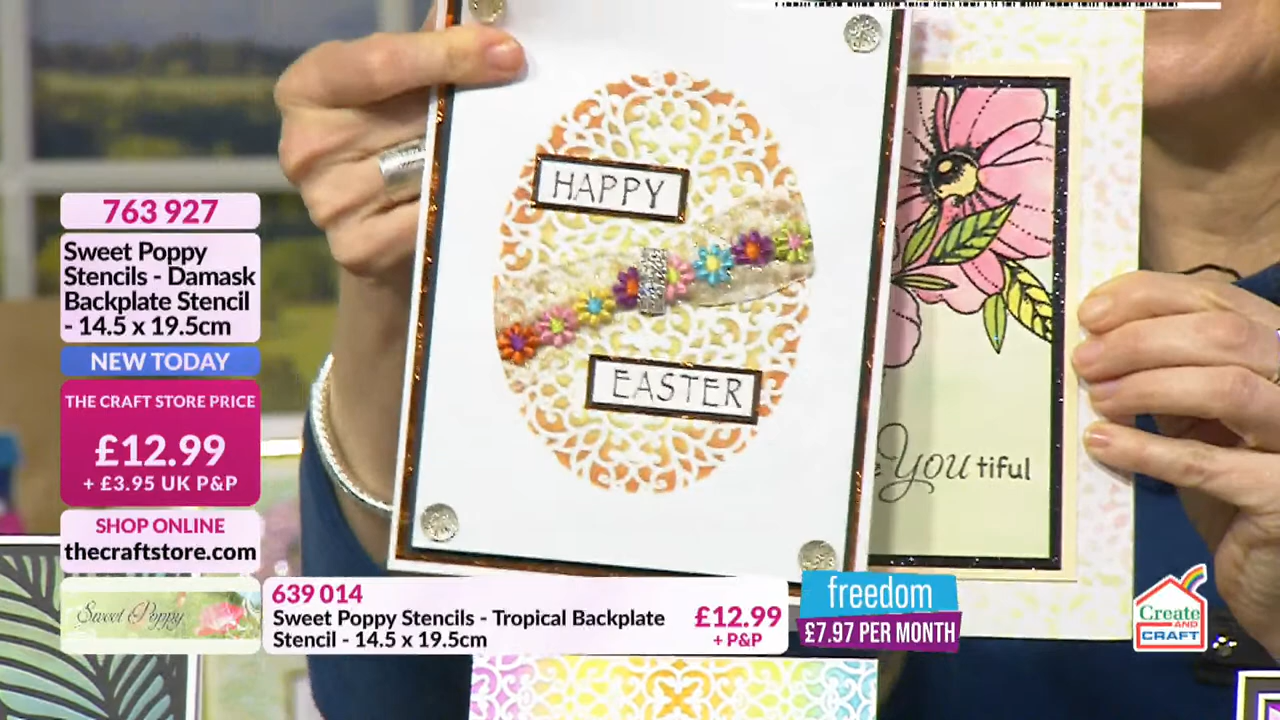 763 927
Sweet Poppy
Stencils - Damask
Backplate Stencil
- 14.5 x 19.5cm
NEW TODAY
THE CRAFT STORE PRICE
£12.99
+ £3.95 UK P&P
SHOP ONLINE
thecraftstore.com
Sweet Poppy
639 014
Sweet Poppy Stencils - Tropical Backplate
Stencil - 14.5 x 19.5cm
£12.99
+ P&P
freedom
£7.97 PER MONTH
Create
AND
CRAFT
HAPPY
EASTER
YOU tiful